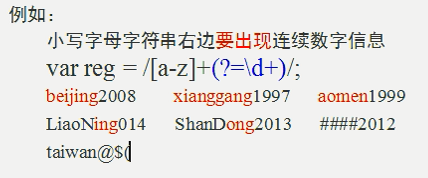 例如：
小写字母字符串右边要出现连续数字信息
var reg = /[a-z]+(?=\d+)/;
beijing2008 xianggang1997 aomen1999
LiaoNing014 ShanDong2013 ####2012
taiwan@$(